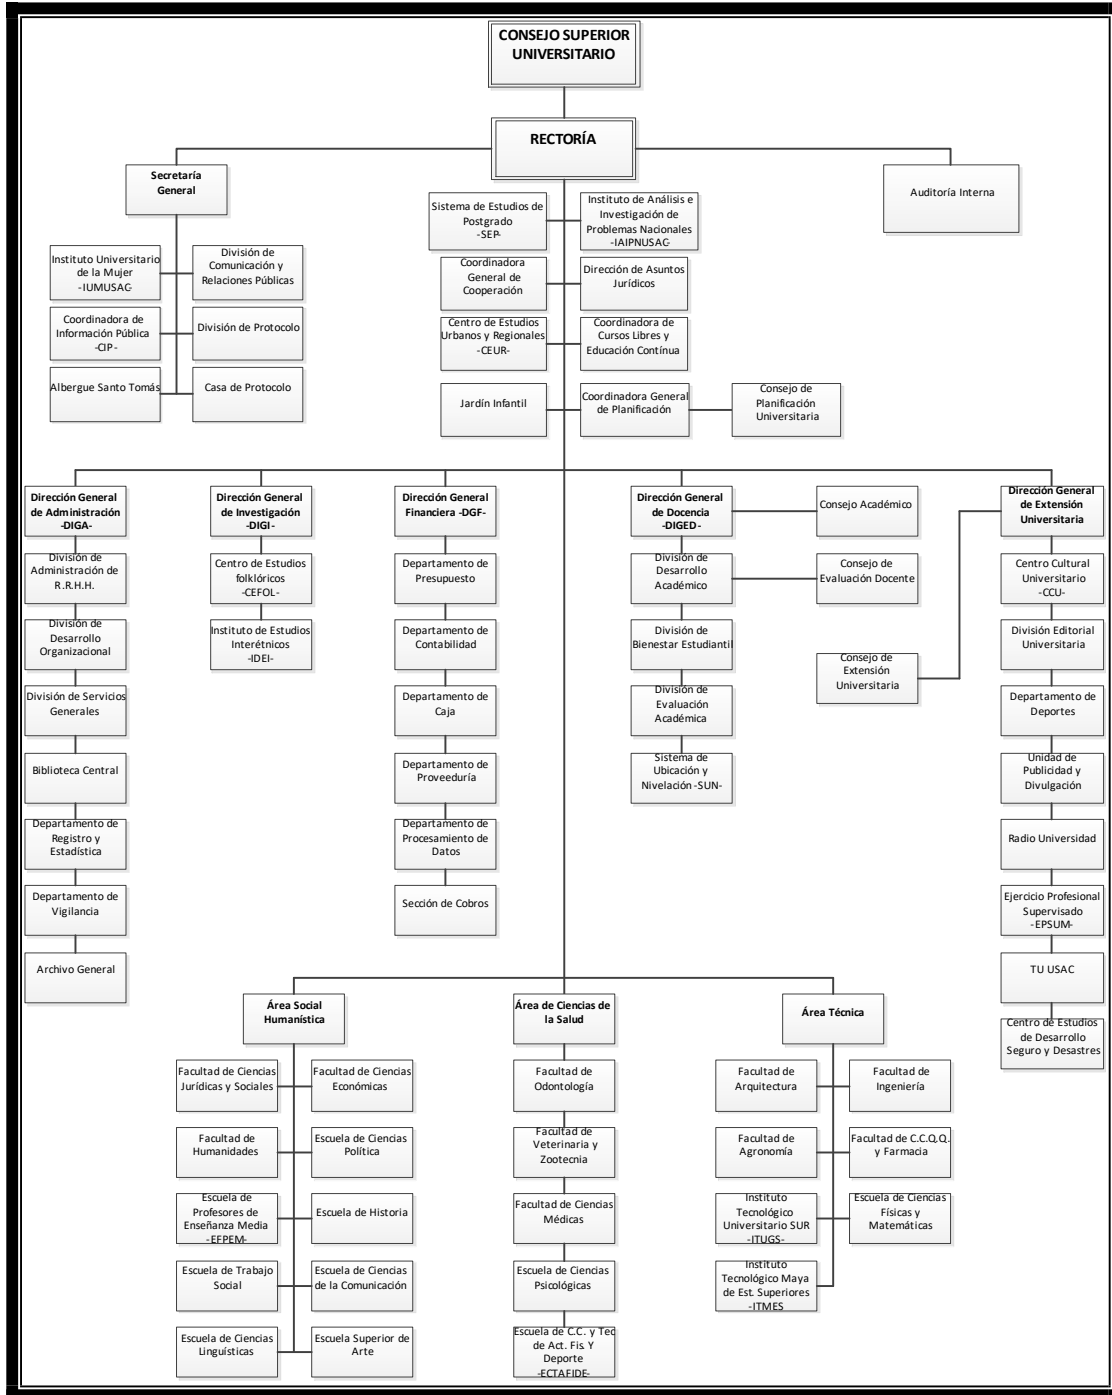 CONSEJO SUPERIOR
UNIVERSITARIO
RECTORÍA
Secretaría
General
Auditoría Interna
Sistema de Estudios de
Postgrado
-SEP-
Instituto de Análisis e
Investigación de
Problemas Nacionales
-IAIPNUSAC-
Instituto Universitario
de la Mujer
-IUMUSAC-
División de
Comunicación y
Relaciones Públicas
Coordinadora
General de
Cooperación
Dirección de Asuntos
Jurídicos
Coordinadora de
Información Pública
-CIP-
División de Protocolo
Centro de Estudios
Urbanos y Regionales
-CEUR-
Coordinadora de
Cursos Libres y
Educación Contínua
Albergue Santo Tomás
Casa de Protocolo
Jardín Infantil
Coordinadora General
de Planificación
Consejo de
Planificación
Universitaria
Dirección General
de Administración
-DIGA-
División de
Administración de
R.R.H.H.
División de
Desarrollo
Organizacional
División de Servicios
Generales
Biblioteca Central
Departamento de
Registro y
Estadística
Departamento de
Vigilancia
Archivo General
Dirección General
de Investigación
-DIGI-
Centro de Estudios
folklóricos
-CEFOL-
Instituto de Estudios
Interétnicos
-IDEI-
Dirección General
Financiera -DGF-
Departamento de
Presupuesto
Departamento de
Contabilidad
Departamento de
Caja
Departamento de
Proveeduría
Departamento de
Procesamiento de
Datos
Sección de Cobros
Dirección General
de Docencia
-DIGED-
Consejo Académico
División de
Desarrollo
Académico
Consejo de
Evaluación Docente
División de
Bienestar Estudiantil
División de
Evaluación
Académica
Sistema de
Ubicación y
Nivelación -SUN-
Consejo de
Extensión
Universitaria
Dirección General
de Extensión
Universitaria
Centro Cultural
Universitario
-CCU-
División Editorial
Universitaria
Departamento de
Deportes
Unidad de
Publicidad y
Divulgación
Radio Universidad
Ejercicio Profesional
Supervisado
-EPSUM-
TU USAC
Centro de Estudios
de Desarrollo
Seguro y Desastres
Área Social
Humanística
Facultad de Ciencias
Jurídicas y Sociales
Facultad de Ciencias
Económicas
Facultad de
Humanidades
Escuela de Ciencias
Política
Escuela de
Profesores de
Enseñanza Media
-EFPEM-
Escuela de Historia
Escuela de Trabajo
Social
Escuela de Ciencias
de la Comunicación
Escuela de Ciencias
Linguísticas
Escuela Superior de
Arte
Área de Ciencias de
la Salud
Facultad de
Odontología
Facultad de
Veterinaria y
Zootecnia
Facultad de Ciencias
Médicas
Escuela de Ciencias
Psicológicas
Escuela de C.C. y Tec
de Act. Fis. Y
Deporte
-ECTAFIDE-
Área Técnica
Facultad de
Arquitectura
Facultad de
Ingeniería
Facultad de
Agronomía
Facultad de C.C.Q.Q.
y Farmacia
Instituto
Tecnológico
Universitario SUR
-ITUGS-
Escuela de Ciencias
Físicas y
Matemáticas
Instituto
Tecnológico Maya
de Est. Superiores
-ITMES